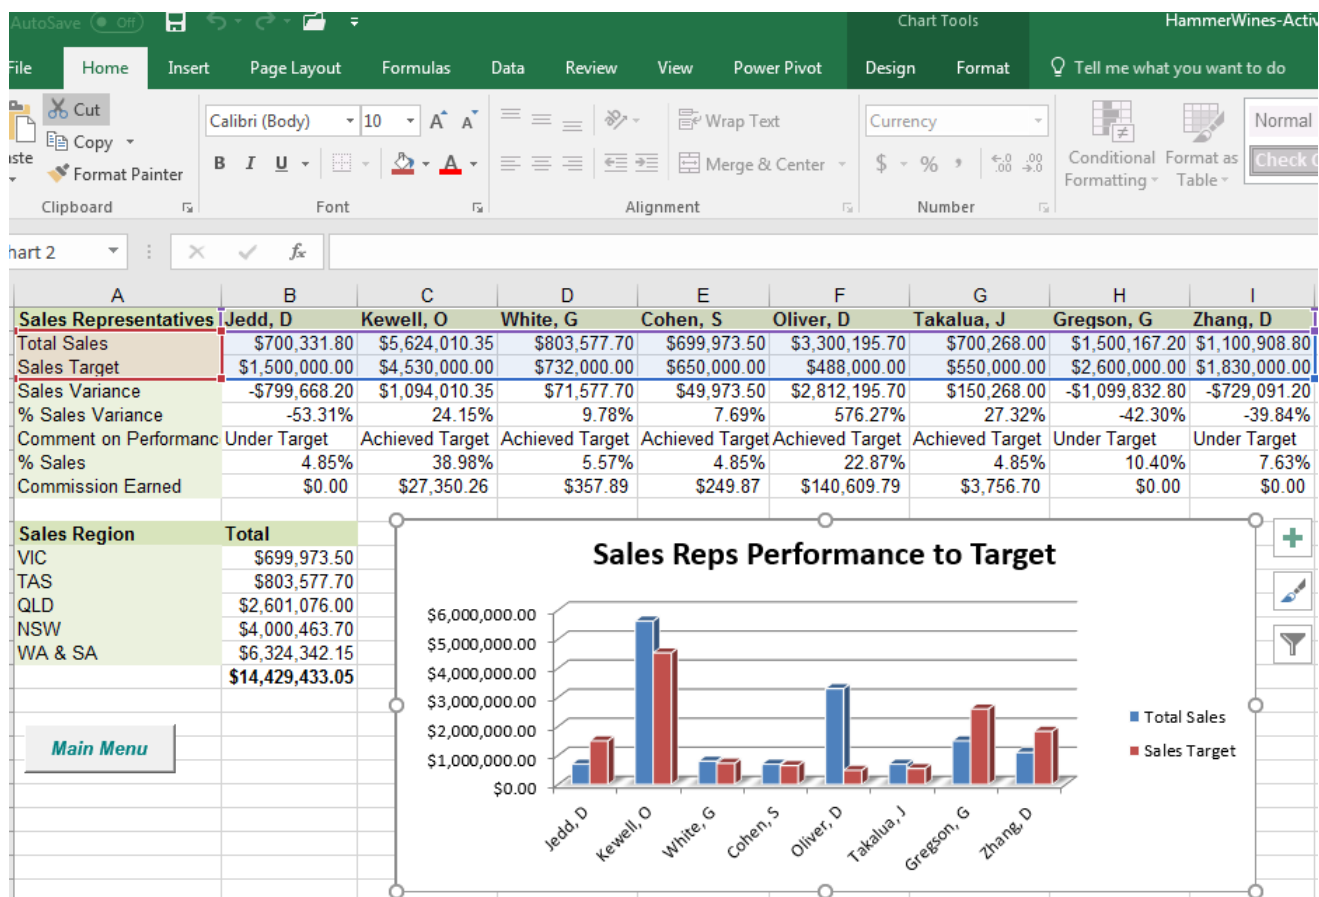 AutoSave Off Chart Tools HammerWines-Activ
File Home Insert Page Layout Formulas Data Review View Power Pivot Design Format Tell me what you want to do
Cut
Copy
aste
Format Painter
Clipboard
Calibri (Body) 10 A A
B I U A
Font
Wrap Text
Merge & Center
Alignment
Currency
$ % , .0 .00 .00 .0
Number
Conditional Formatting
Format as Table
Normal
Check C
hart 2 fx
A B C D E F G H I
Sales Representatives Jedd, D Kewell, O White, G Cohen, S Oliver, D Takalua, J Gregson, G Zhang, D
Total Sales $700,331.80 $5,624,010.35 $803,577.70 $699,973.50 $3,300,195.70 $700,268.00 $1,500,167.20 $1,100,908.80
Sales Target $1,500,000.00 $4,530,000.00 $732,000.00 $650,000.00 $488,000.00 $550,000.00 $2,600,000.00 $1,830,000.00
Sales Variance -$799,668.20 $1,094,010.35 $71,577.70 $49,973.50 $2,812,195.70 $150,268.00 -$1,099,832.80 -$729,091.20
% Sales Variance -53.31% 24.15% 9.78% 7.69% 576.27% 27.32% -42.30% -39.84%
Comment on Performanc Under Target Achieved Target Achieved Target Achieved Target Achieved Target Achieved Target Under Target Under Target
% Sales 4.85% 38.98% 5.57% 4.85% 22.87% 4.85% 10.40% 7.63%
Commission Earned $0.00 $27,350.26 $357.89 $249.87 $140,609.79 $3,756.70 $0.00 $0.00
Sales Region Total
VIC $699,973.50
TAS $803,577.70
QLD $2,601,076.00
NSW $4,000,463.70
WA & SA $6,324,342.15
$14,429,433.05
Main Menu
Sales Reps Performance to Target
$6,000,000.00
$5,000,000.00
$4,000,000.00
$3,000,000.00
$2,000,000.00
$1,000,000.00
$0.00
Jedd, D Kewell, O White, G Cohen, S Oliver, D Takalua, J Gregson, G Zhang, D
Total Sales
Sales Target